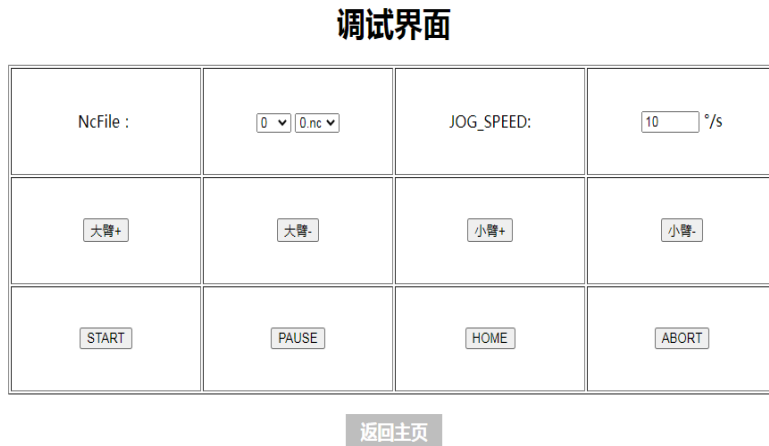 调试界面
NcFile :
0 0.nc
JOG_SPEED:
10 °/s
大臂+
大臂-
小臂+
小臂-
START
PAUSE
HOME
ABORT
返回主页